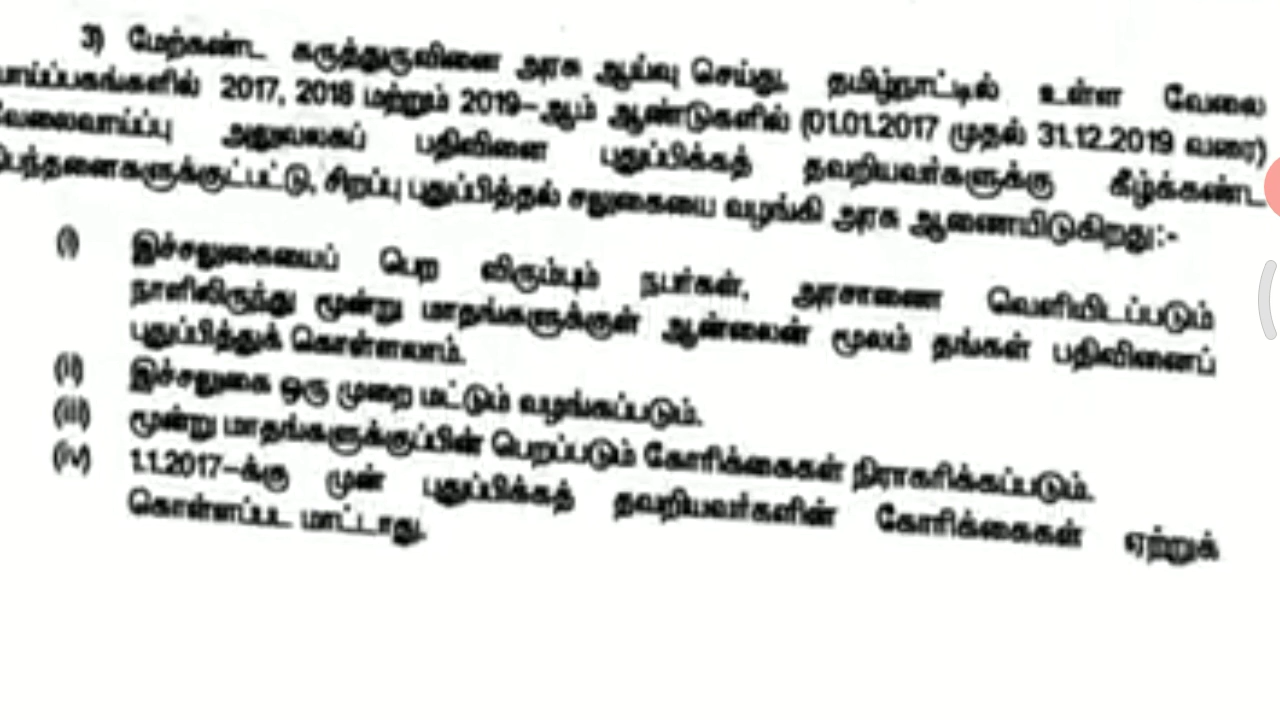 3) மேற்கண்ட கருத்துருவினை அரசு ஆய்வு செய்து, தமிழ்நாட்டில் உள்ள வேலை
வாய்ப்பகங்களில் 2017, 2018 மற்றும் 2019-ஆம் ஆண்டுகளில் (01.01.2017 முதல் 31.12.2019 வரை)
வேலைவாய்ப்பு அலுவலகப் பதிவினை புதுப்பிக்கத் தவறியவர்களுக்கு கீழ்க்கண்ட
நிபந்தனைகளுக்குட்பட்டு, சிறப்பு புதுப்பித்தல் சலுகையை வழங்கி அரசு ஆணையிடுகிறது:-
(i) இச்சலுகையைப் பெற விரும்பும் நபர்கள், அரசாணை வெளியிடப்படும்
நாளிலிருந்து மூன்று மாதங்களுக்குள் ஆன்லைன் மூலம் தங்கள் பதிவினைப்
புதுப்பித்துக் கொள்ளலாம்.
(ii) இச்சலுகை ஒரு முறை மட்டும் வழங்கப்படும்.
(iii) மூன்று மாதங்களுக்குப்பின் பெறப்படும் கோரிக்கைகள் நிராகரிக்கப்படும்.
(iv) 1.1.2017-க்கு முன் புதுப்பிக்கத் தவறியவர்களின் கோரிக்கைகள் ஏற்றுக்
கொள்ளப்பட மாட்டாது.